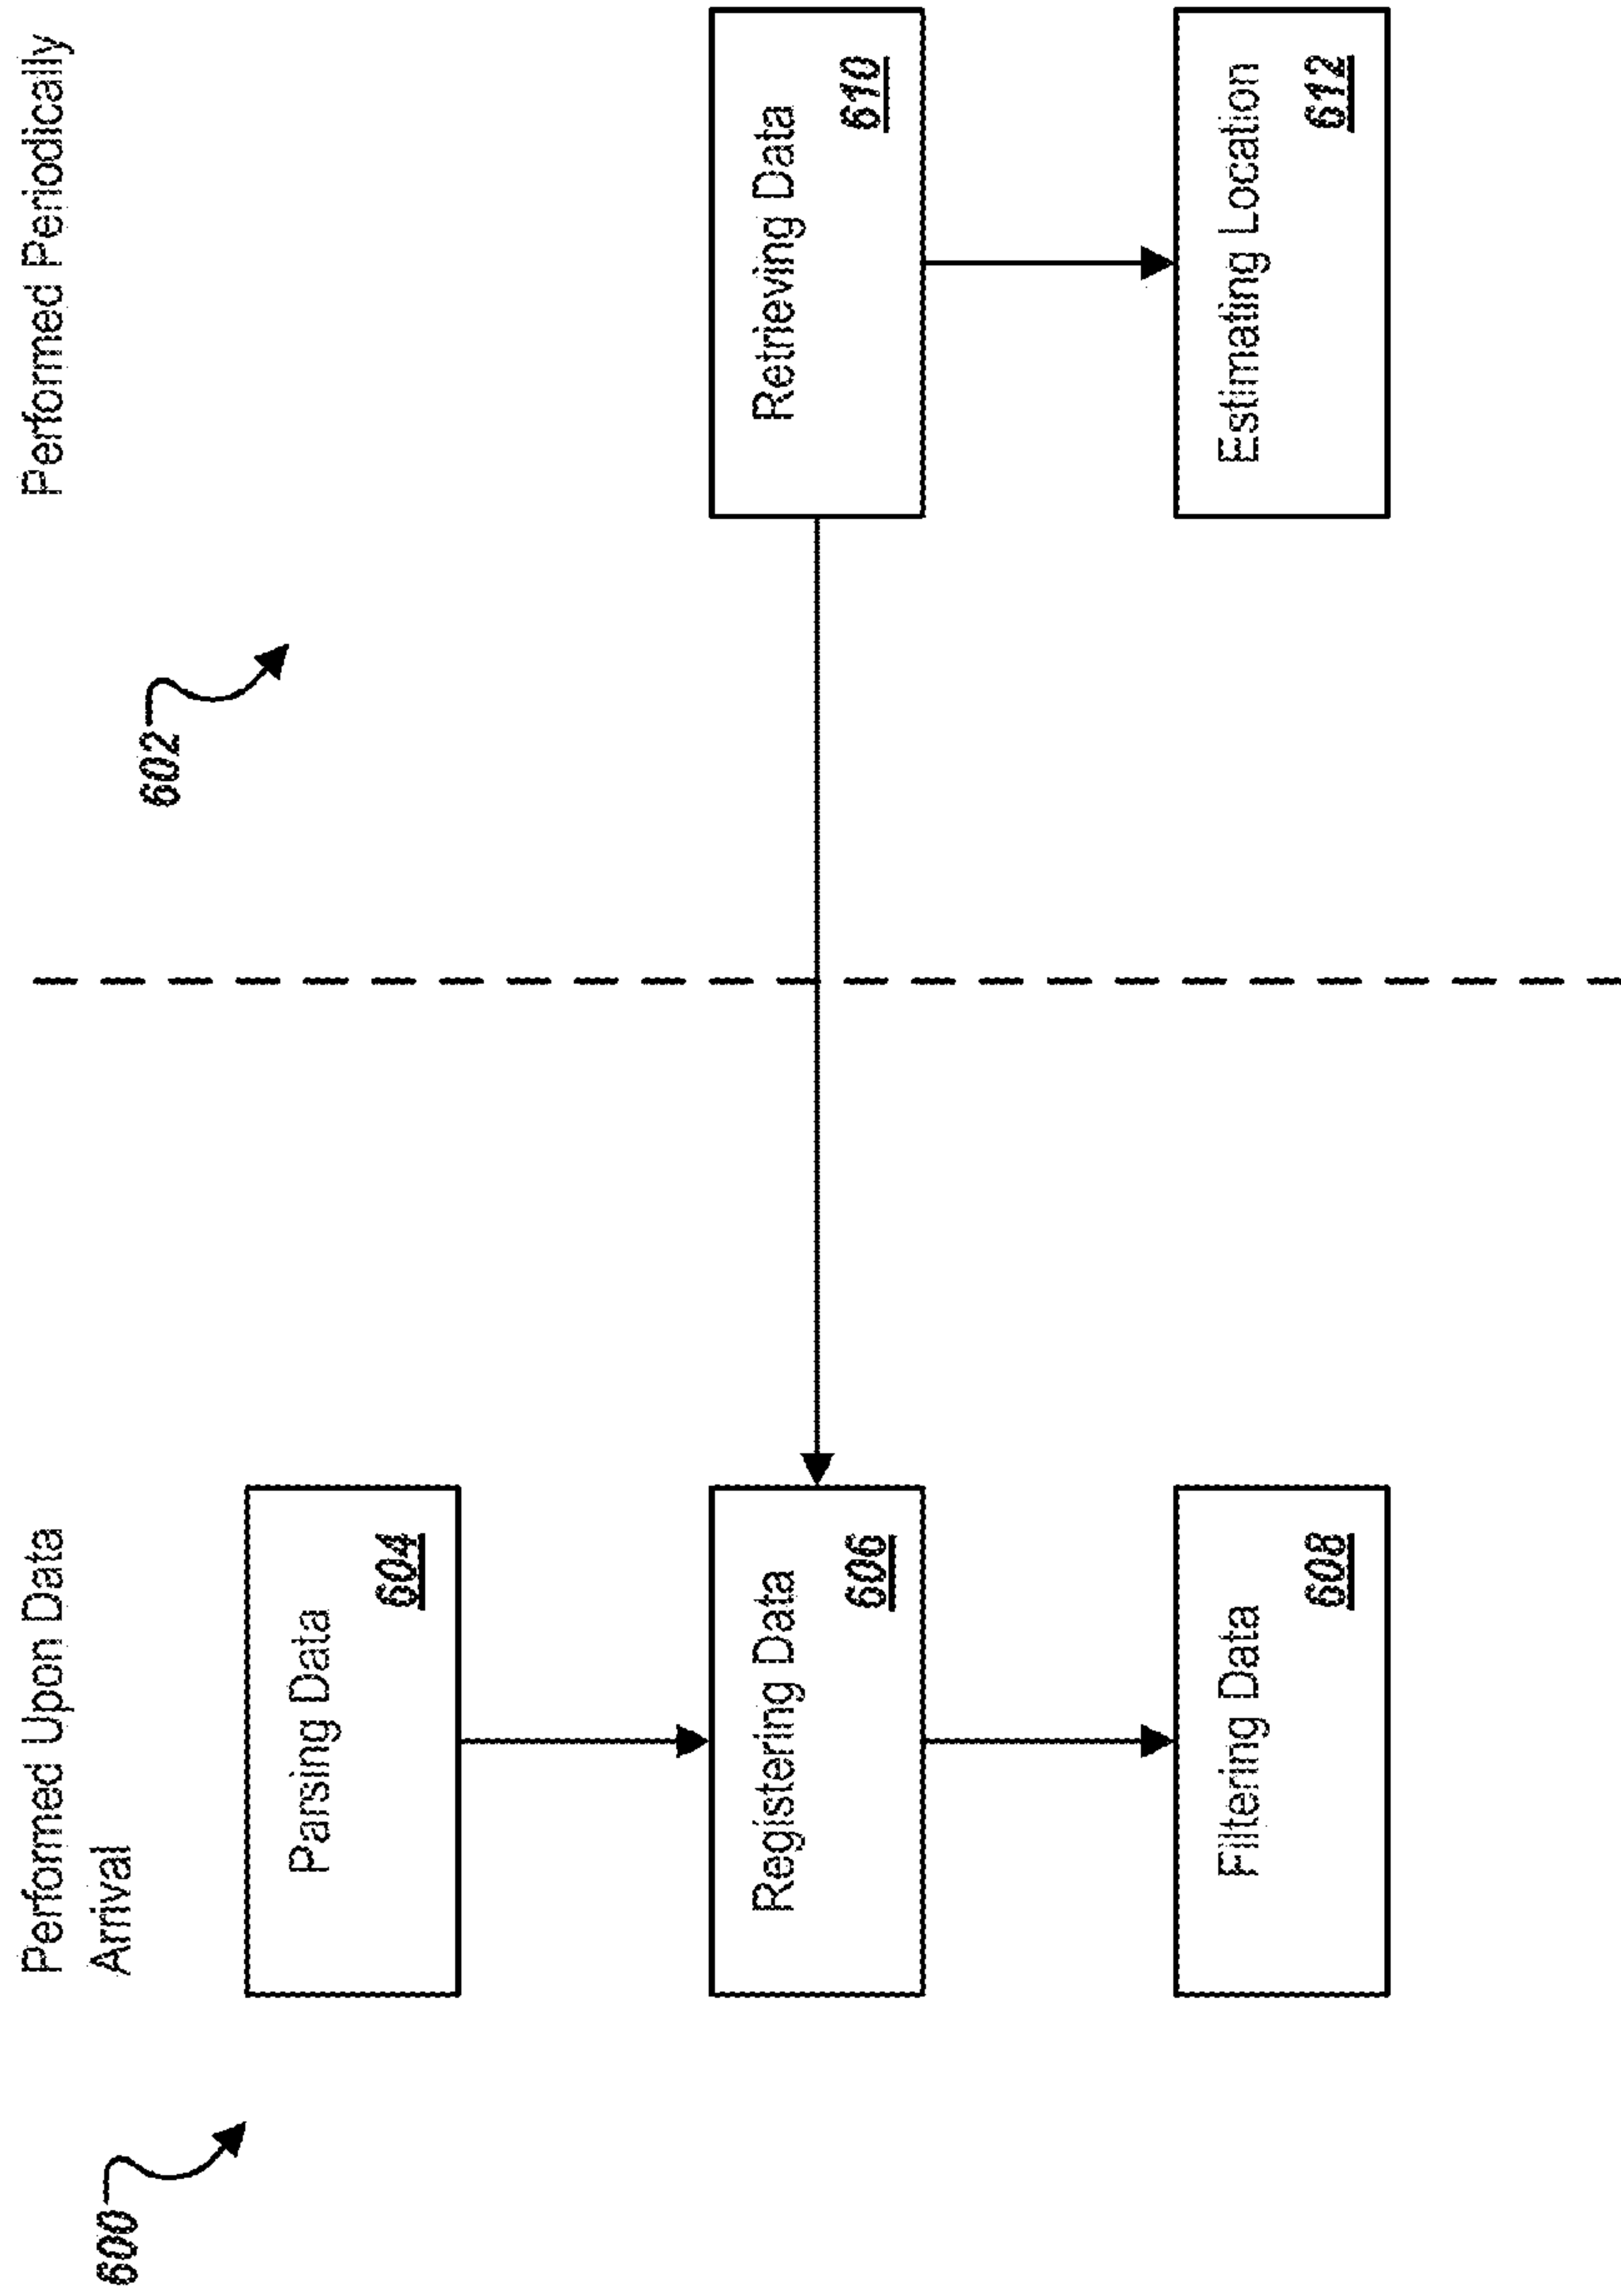 Performed Upon Data
Arrival
600
Parsing Data
604
Registering Data
606
Filtering Data
608
Performed Periodically
602
Retrieving Data
610
Estimating Location
612